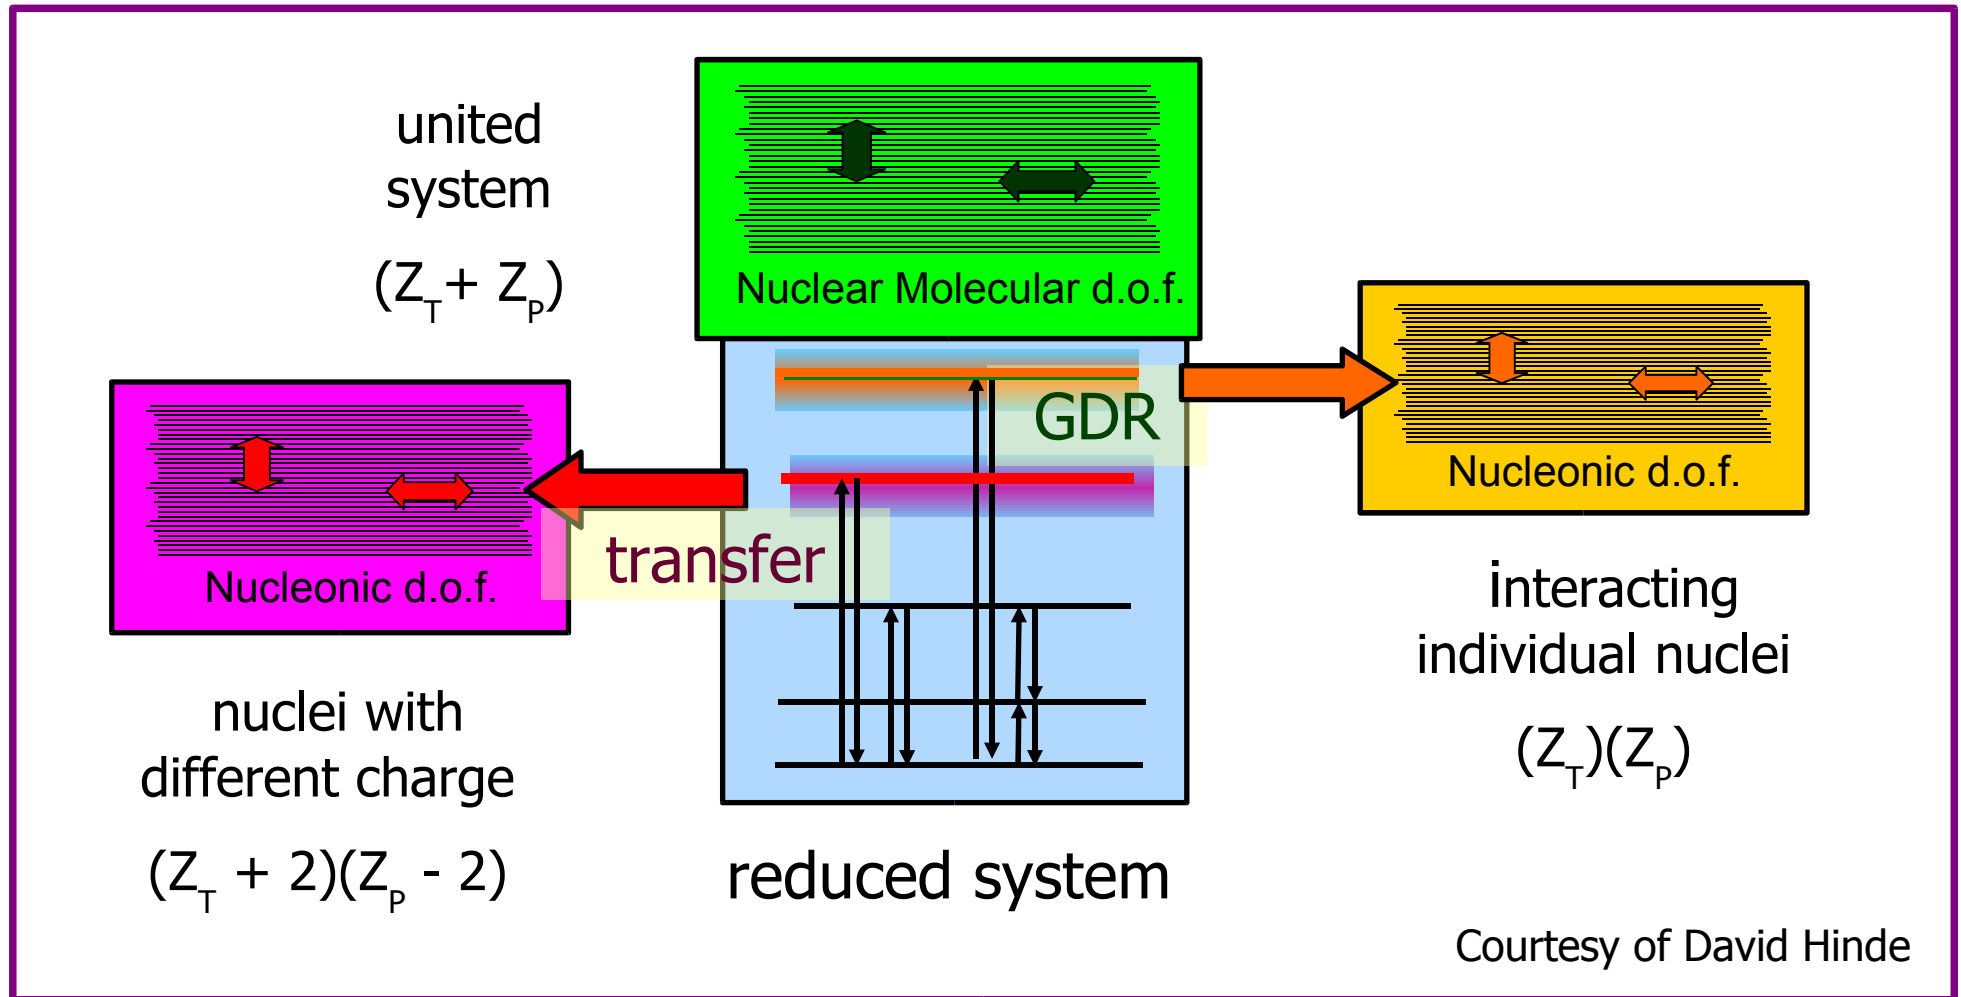 united
system
(Z_T + Z_P)
Nuclear Molecular d.o.f.
GDR
Nucleonic d.o.f.
transfer
Nucleonic d.o.f.
interacting
individual nuclei
(Z_T)(Z_P)
nuclei with
different charge
(Z_T + 2)(Z_P - 2)
reduced system
Courtesy of David Hinde